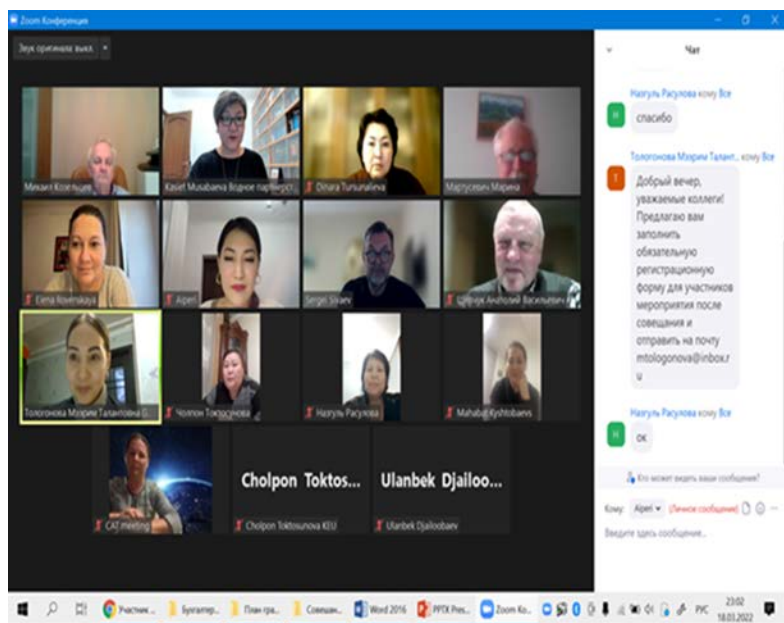 Zoom Конференция
Звук оригинала выкл.
Михаил Козельцев
Kasiet Musabaeva Водное партнерст...
Dinara Tursunalieva
Мартусевич Марина
Elena Rovenskaya
Aiperi
Sergei Sivaev
Шевчук Анатолий Васильевич
Тологонова Мээрим Талантовна G.
Чолпон Токтосунова
Назгуль Расулова
Mahabat Kyshtobaeva
CAT meeting
Cholpon Toktos...
Cholpon Toktosunova KEU
Ulanbek Djailoo...
Ulanbek Djailoobaev
Чат
Назгуль Расулова кому Все
Н
спасибо
Тологонова Мээрим Талант... кому Все
Т
Добрый вечер,
уважаемые коллеги!
Предлагаю вам
заполнить
обязательную
регистрационную
форму для участников
мероприятия после
совещания и
отправить на почту
mtologonova@inbox.r
u
Назгуль Расулова кому Все
Н
ок
Кто может видеть ваши сообщения?
Кому: Aiperi (Личное сообщение)
Введите здесь сообщение...
Участник ...
Бухгалтер...
План гра...
Совещан...
Word 2016
PPTX Pres...
Zoom Ko...
РУС
23:02
18.03.2022